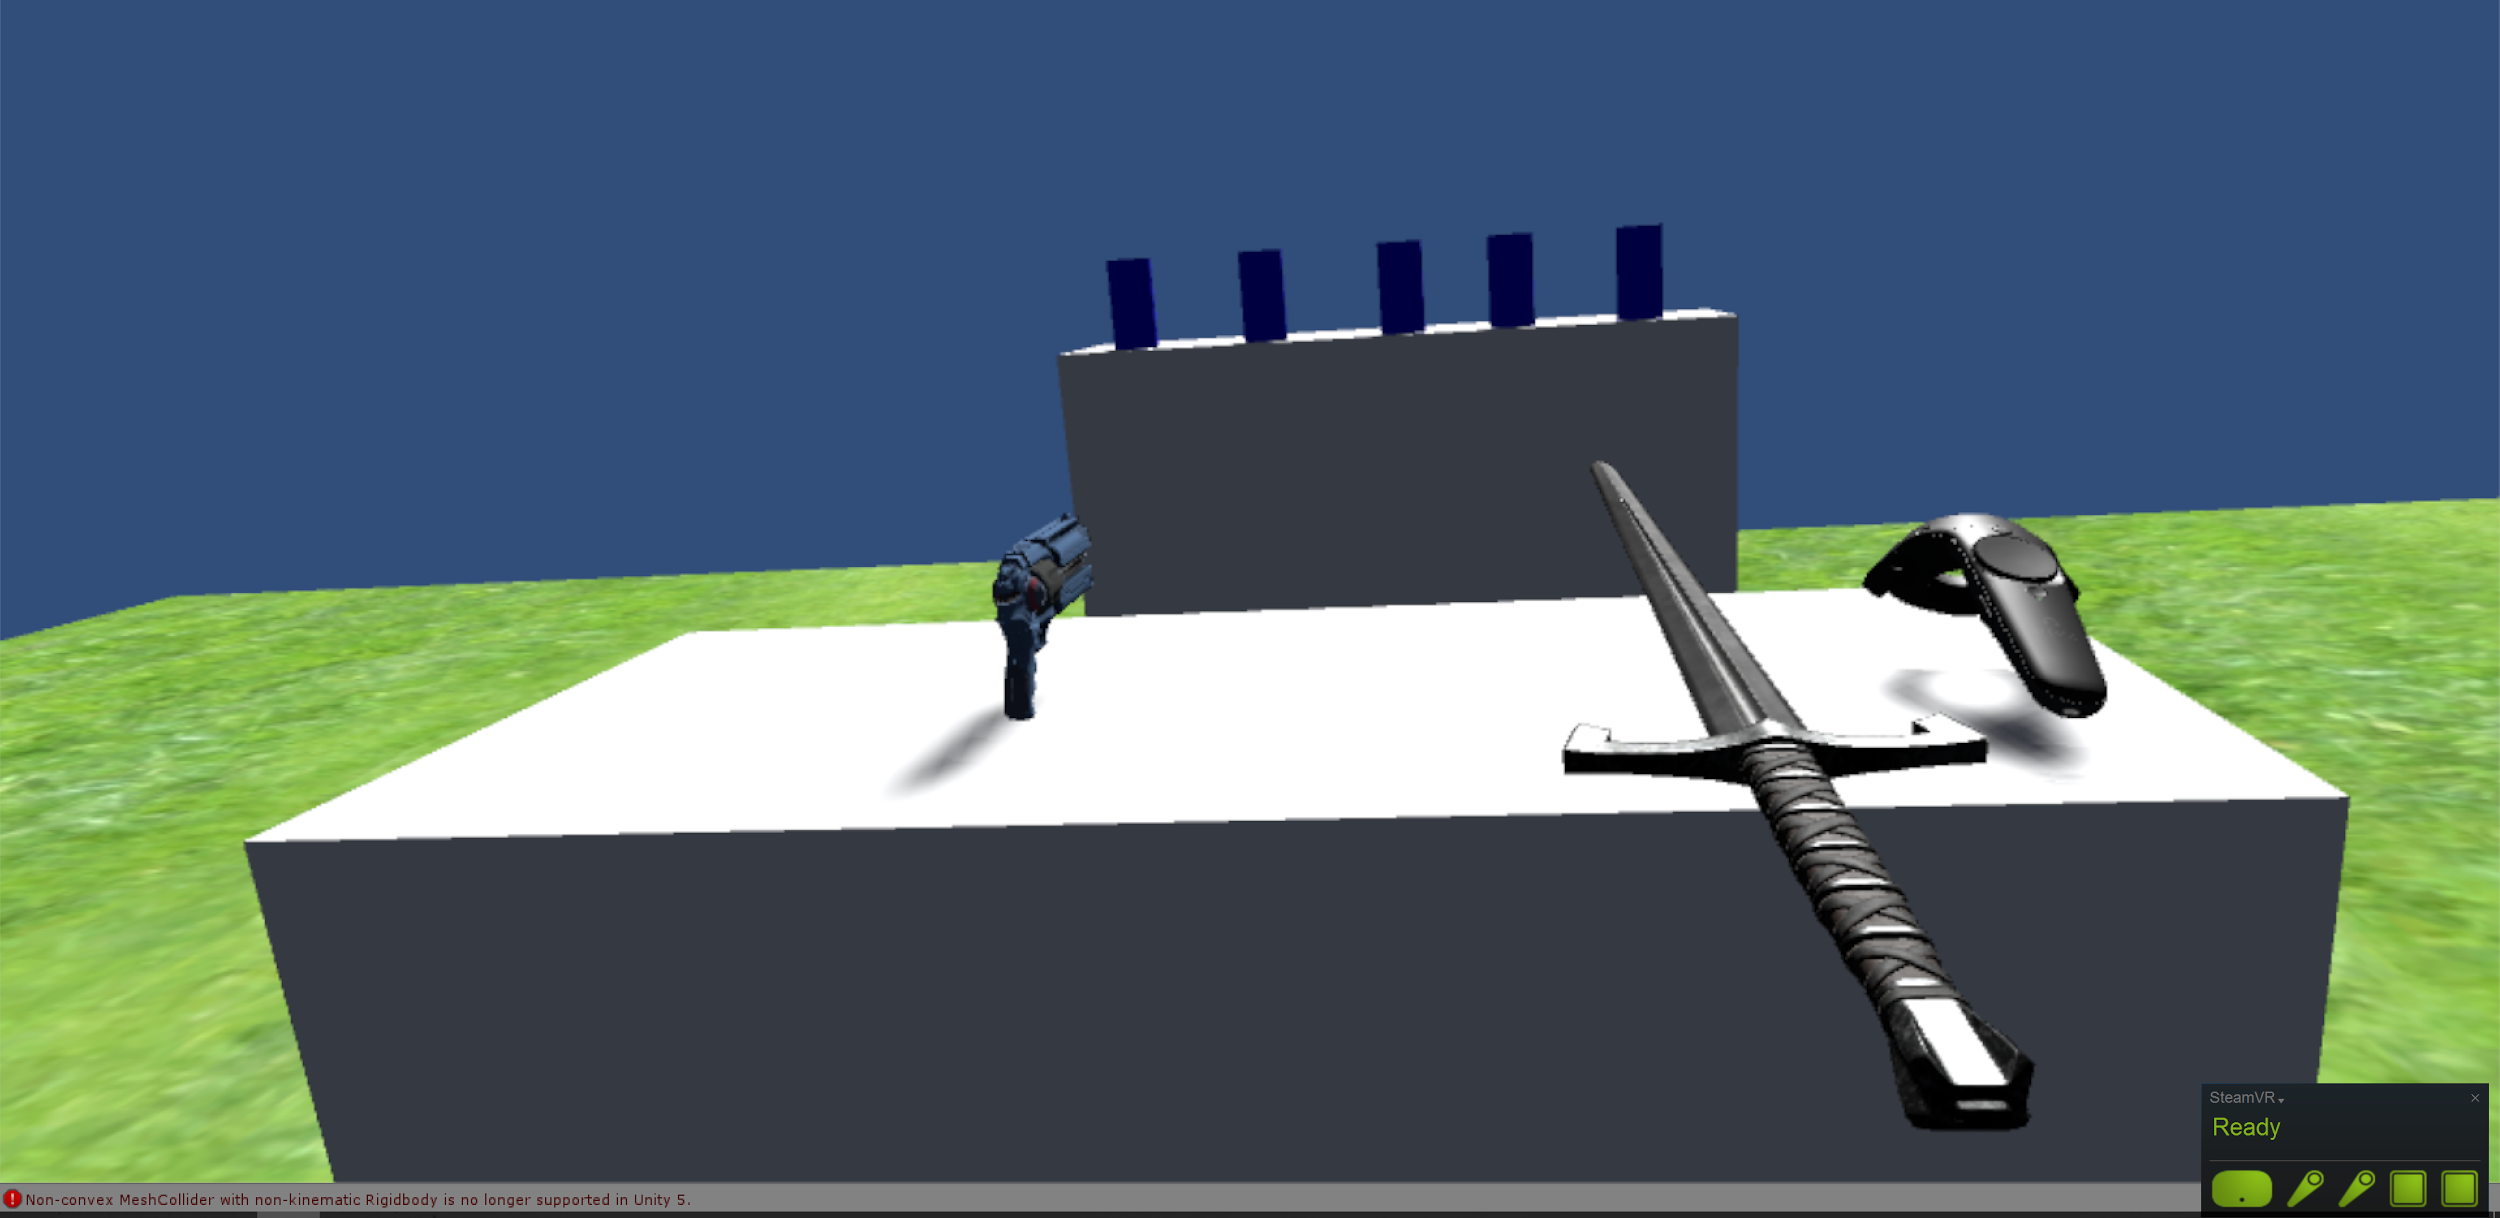 SteamVR
Ready
Non-convex MeshCollider with non-kinematic Rigidbody is no longer supported in Unity 5.